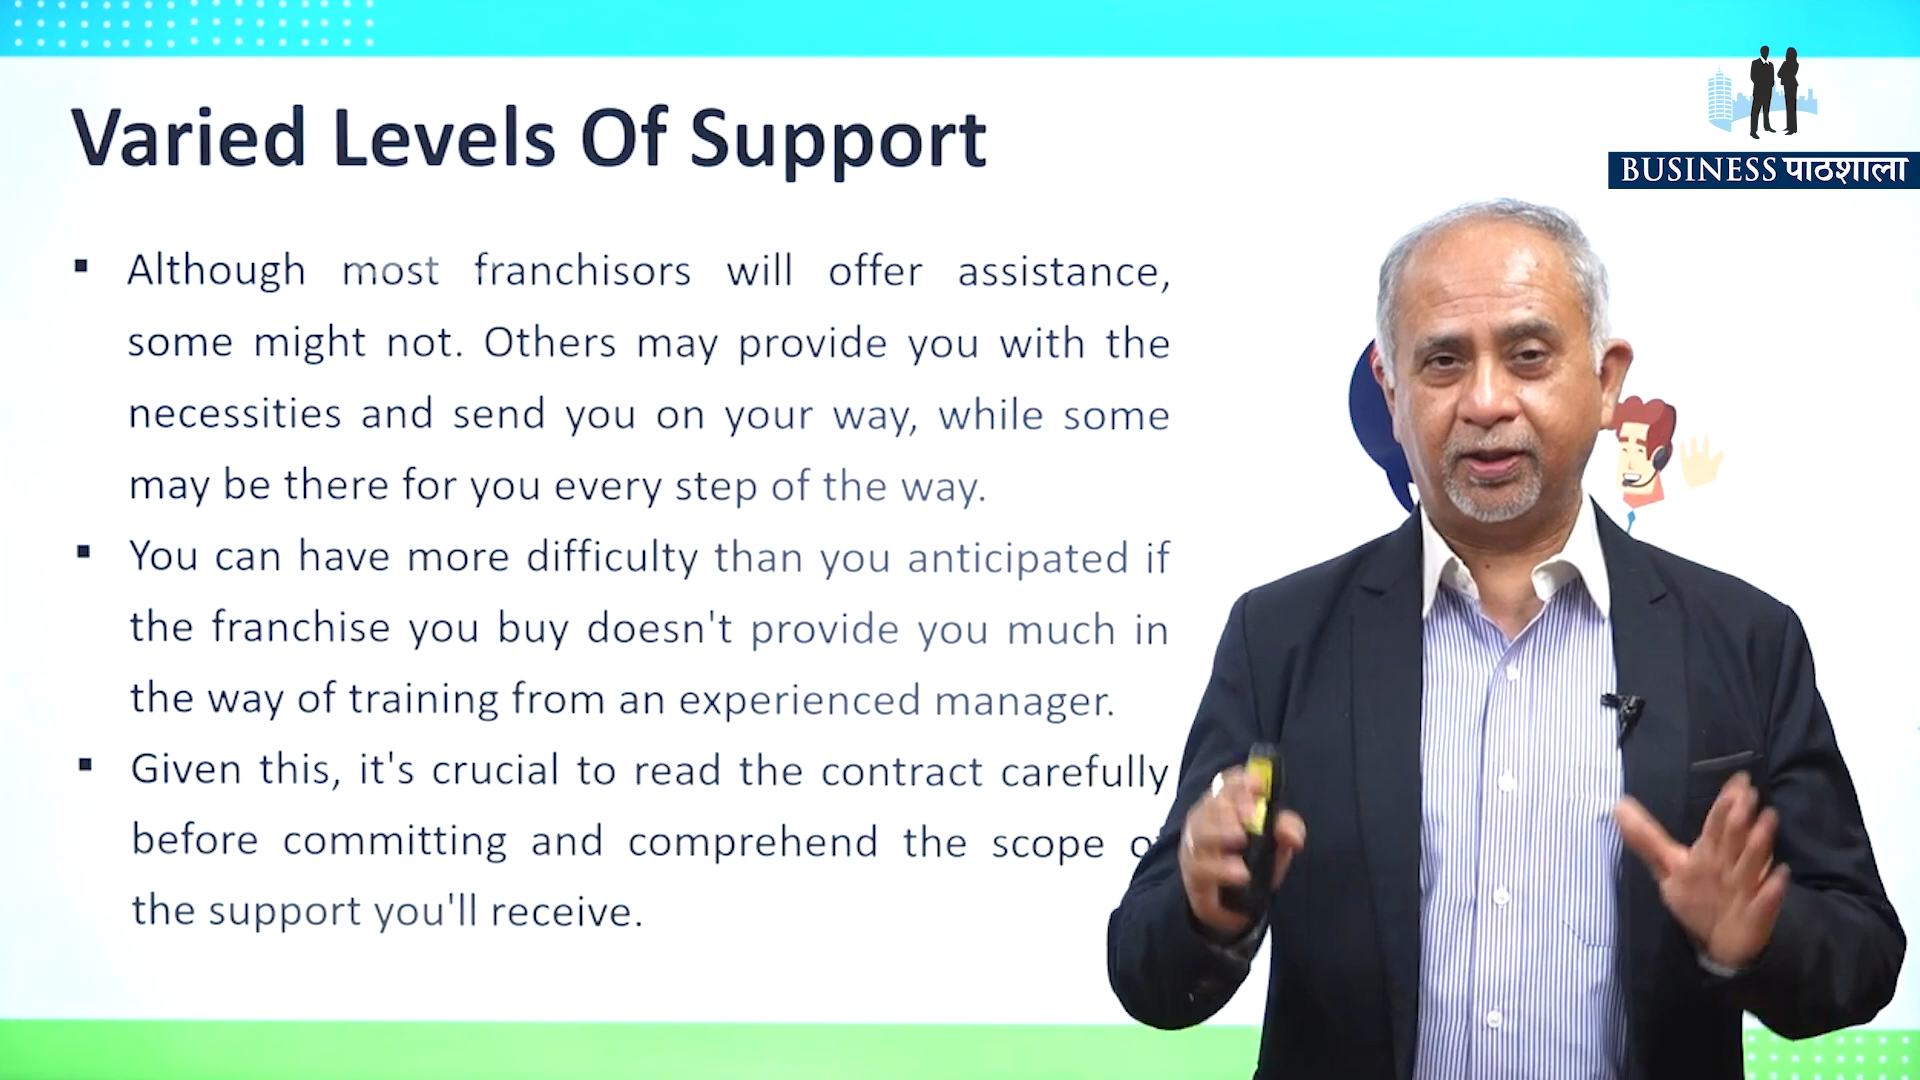 Varied Levels Of Support
BUSINESS पाठशाला
▪ Although most franchisors will offer assistance,
some might not. Others may provide you with the
necessities and send you on your way, while some
may be there for you every step of the way.
▪ You can have more difficulty than you anticipated if
the franchise you buy doesn't provide you much in
the way of training from an experienced manager.
▪ Given this, it's crucial to read the contract carefully
before committing and comprehend the scope of
the support you'll receive.